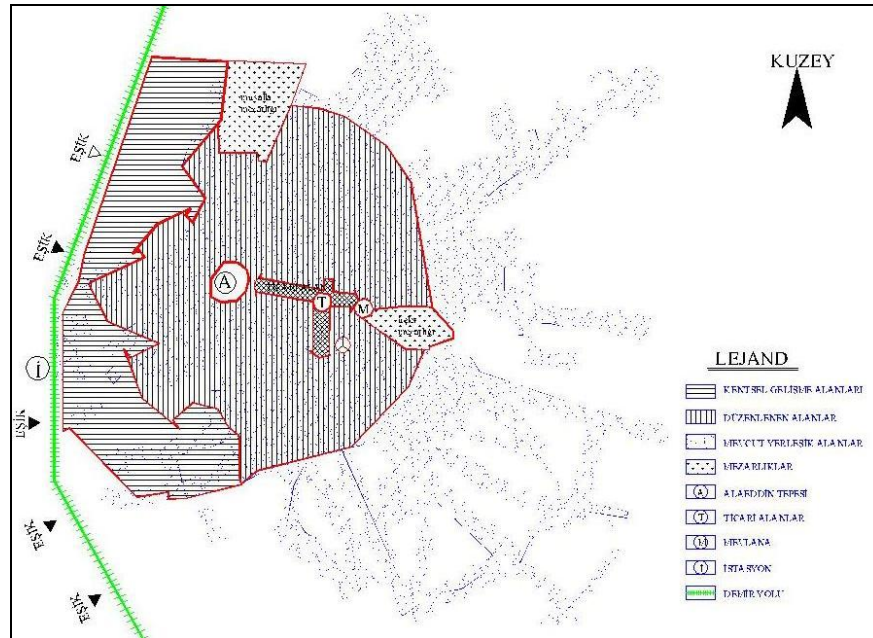 KUZEY
EŞİK
EŞİK
A
T
M
İ
EŞİK
EŞİK
EŞİK
LEJAND
KENTSEL GELİŞME ALANLARI
DÜZENLENEN ALANLAR
MEVCUT YERLEŞİK ALANLAR
MEZARLIKLAR
A ALAEDDİN TEPESİ
T TİCARİ ALANLAR
M MEVLANA
İ İSTASYON
DEMİR YOLU